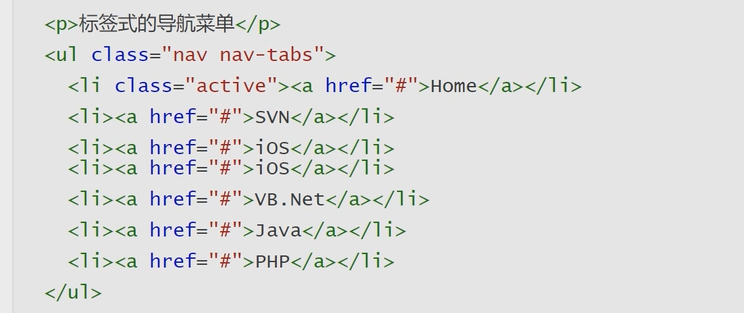 <p>标签式的导航菜单</p>
<ul class="nav nav-tabs">
<li class="active"><a href="#">Home</a></li>
<li><a href="#">SVN</a></li>
<li><a href="#">iOS</a></li>
<li><a href="#">iOS</a></li>
<li><a href="#">VB.Net</a></li>
<li><a href="#">Java</a></li>
<li><a href="#">PHP</a></li>
</ul>